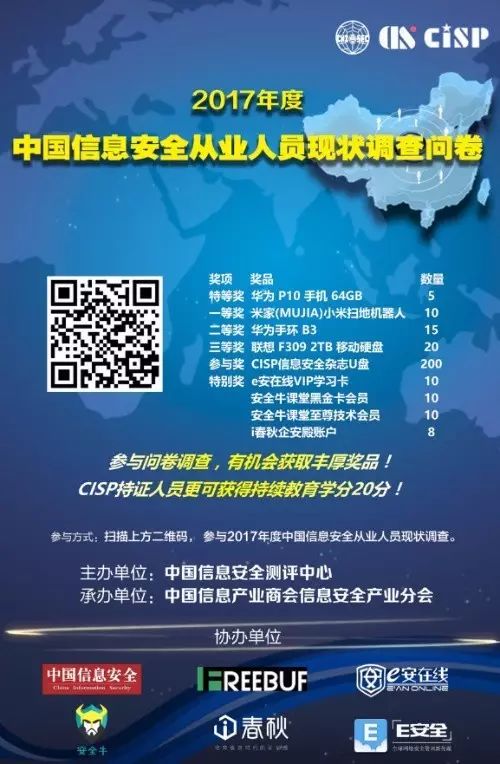 CNISEC CISP
2017年度
中国信息安全从业人员现状调查问卷
奖项 奖品 数量
特等奖 华为 P10 手机 64GB 5
一等奖 米家(MUJIA)小米扫地机器人 10
二等奖 华为手环 B3 15
三等奖 联想 F309 2TB 移动硬盘 20
参与奖 CISP信息安全杂志U盘 200
特别奖 e安在线VIP学习卡 10
安全牛课堂黑金卡会员 10
安全牛课堂至尊技术会员 10
i春秋企安殿账户 8
参与问卷调查，有机会获取丰厚奖品！
CISP持证人员更可获得持续教育学分20分！
参与方式：扫描上方二维码， 参与2017年度中国信息安全从业人员现状调查。
主办单位：中国信息安全测评中心
承办单位：中国信息产业商会信息安全产业分会
协办单位
中国信息安全 FREEBUF e安在线
China Information Security EAN ONLINE
安全牛 i春秋 E安全